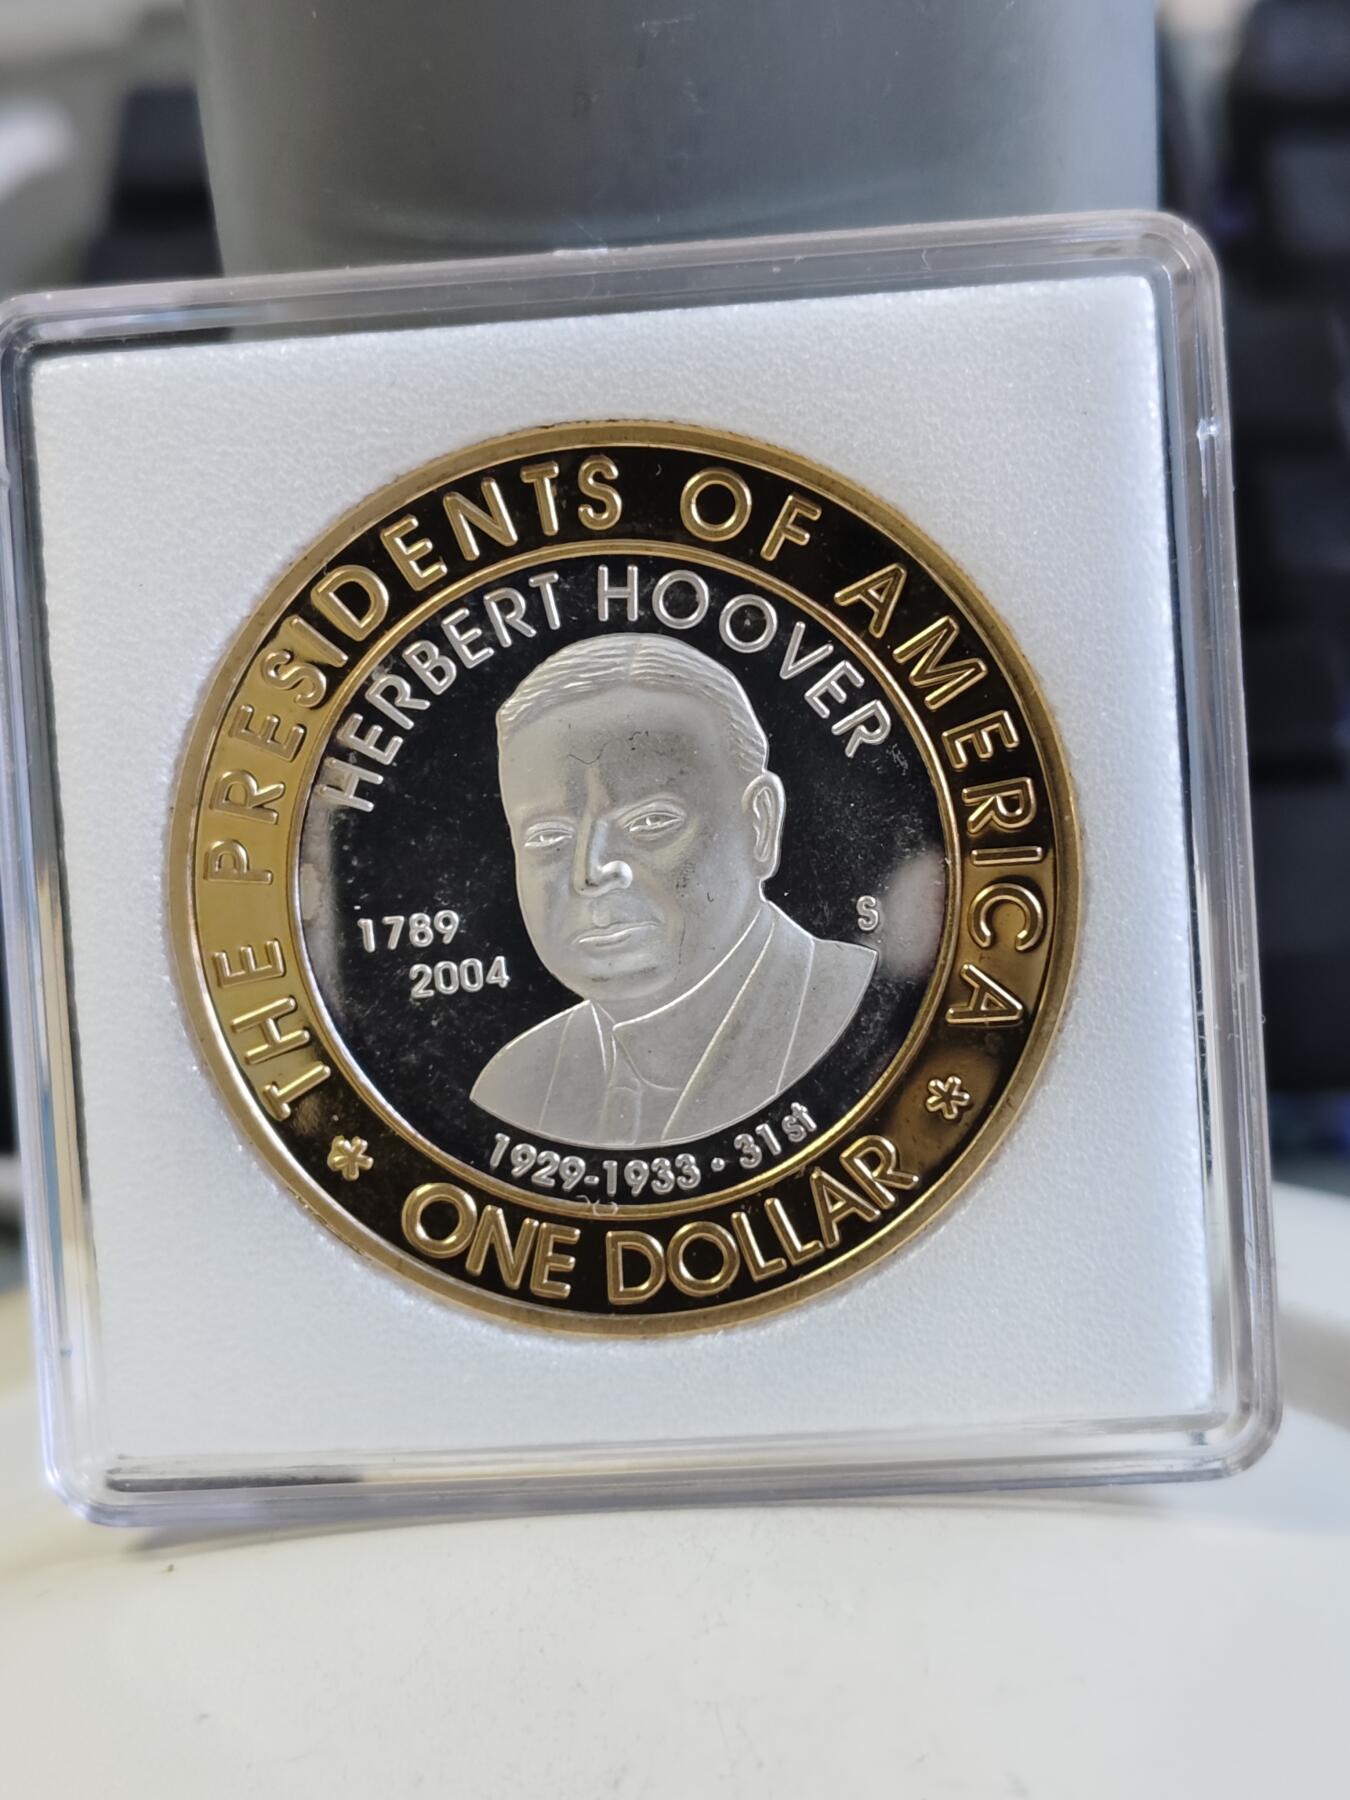 THE PRESIDENTS OF AMERICA
HERBERT HOOVER
1789
2004
S
1929-1933 · 31st
* ONE DOLLAR *